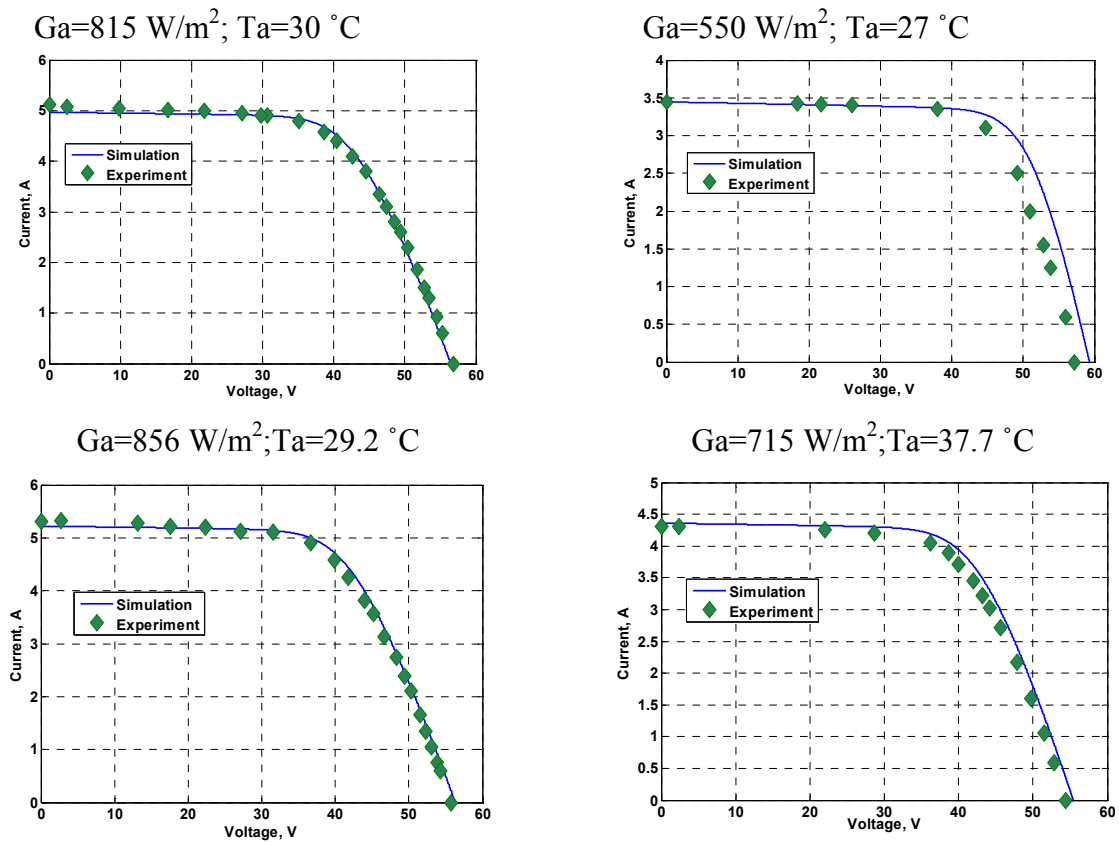 Ga=815 W/m²; Ta=30 ˚C
6
5
4
3
2
1
0
Current, A
Simulation
Experiment
0 10 20 30 40 50 60
Voltage, V
Ga=550 W/m²; Ta=27 ˚C
4
3.5
3
2.5
2
1.5
1
0.5
0
Current, A
Simulation
Experiment
0 10 20 30 40 50 60
Voltage, V
Ga=856 W/m²;Ta=29.2 ˚C
6
5
4
3
2
1
0
Current, A
Simulation
Experiment
0 10 20 30 40 50 60
Voltage, V
Ga=715 W/m²;Ta=37.7 ˚C
5
4.5
4
3.5
3
2.5
2
1.5
1
0.5
0
Current, A
Simulation
Experiment
0 10 20 30 40 50 60
Voltage, V